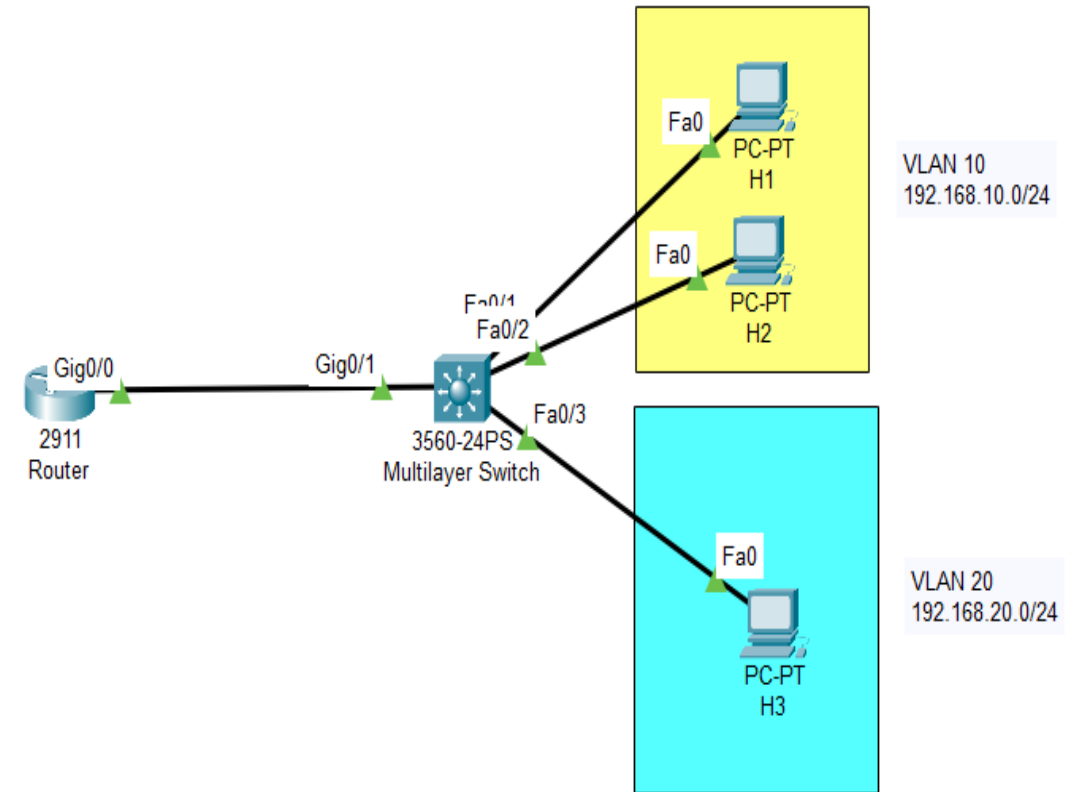 Fa0
PC-PT
H1
VLAN 10
192.168.10.0/24
Fa0
PC-PT
H2
Fa0/1
Fa0/2
Gig0/0
Gig0/1
Fa0/3
2911
Router
3560-24PS
Multilayer Switch
Fa0
PC-PT
H3
VLAN 20
192.168.20.0/24